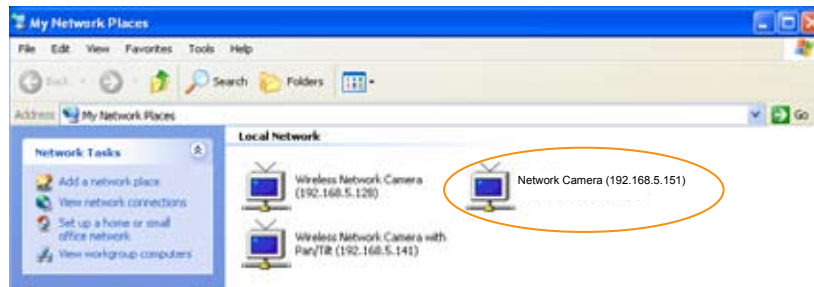 My Network Places
File Edit View Favorites Tools Help
Back Search Folders
Address My Network Places Go
Local Network
Network Tasks
Add a network place
View network connections
Set up a home or small
office network
View workgroup computers
Wireless Network Camera
(192.168.5.128)
Network Camera (192.168.5.151)
Wireless Network Camera with
Pan/Tilt (192.168.5.141)